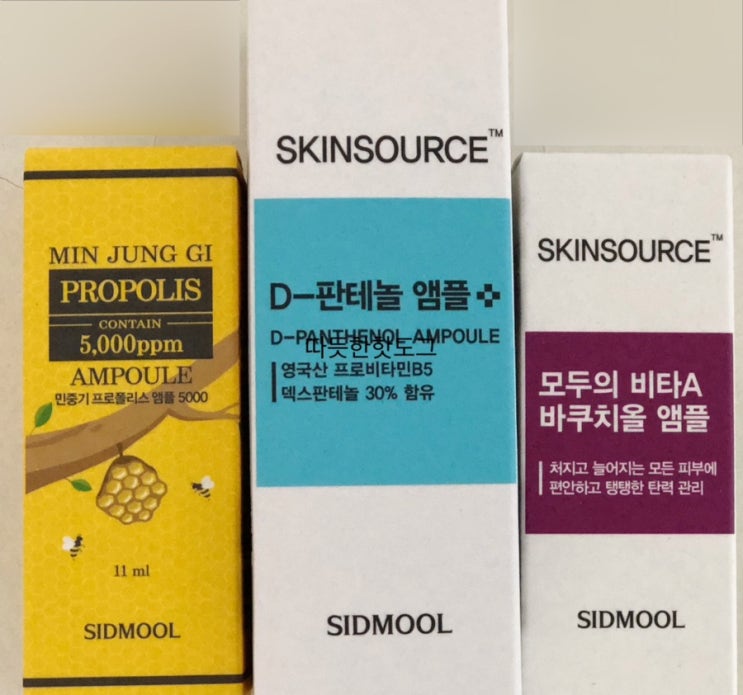 MIN JUNG GI
PROPOLIS
CONTAIN
5,000ppm
AMPOULE
민중기 프로폴리스 앰플 5000
11 ml
SIDMOOL
SKINSOURCE™
D-판테놀 앰플
D-PANTHENOL AMPOULE
따뜻한핫도그
영국산 프로비타민B5
덱스판테놀 30% 함유
SIDMOOL
SKINSOURCE™
모두의 비타A
바쿠치올 앰플
처지고 늘어지는 모든 피부에
편안하고 탱탱한 탄력 관리
SIDMOOL